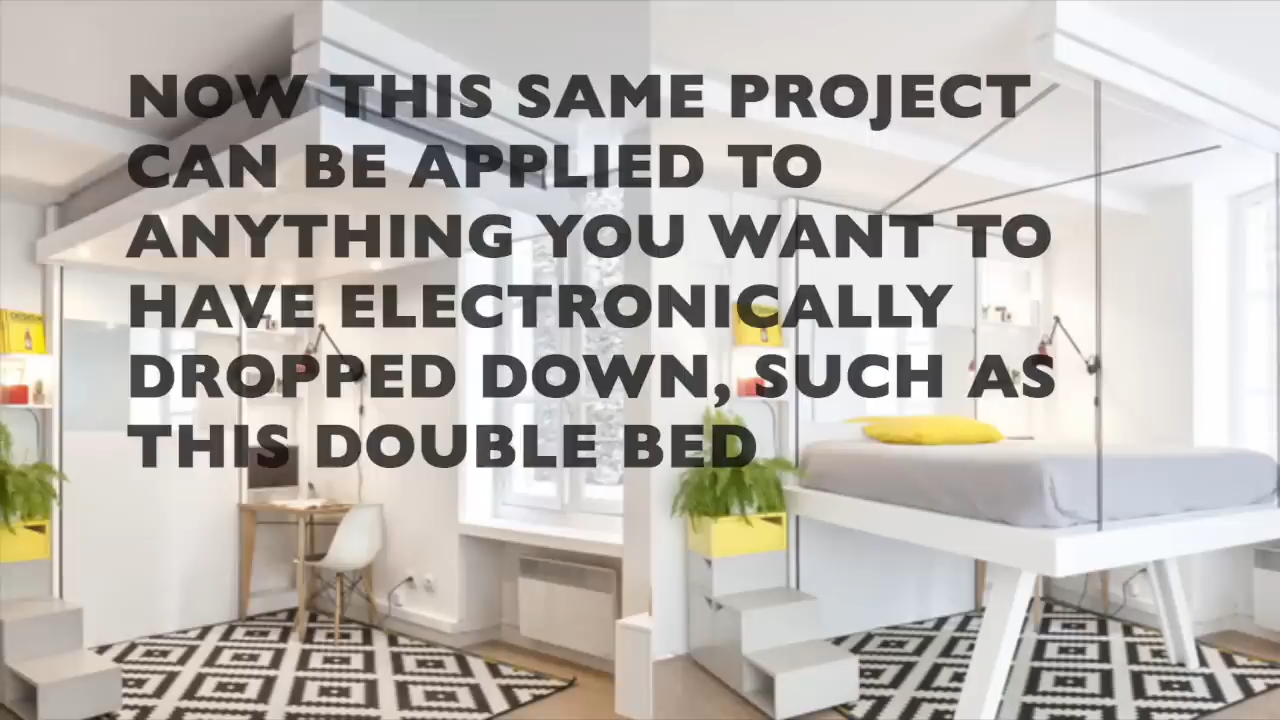 NOW THIS SAME PROJECT
CAN BE APPLIED TO
ANYTHING YOU WANT TO
HAVE ELECTRONICALLY
DROPPED DOWN, SUCH AS
THIS DOUBLE BED